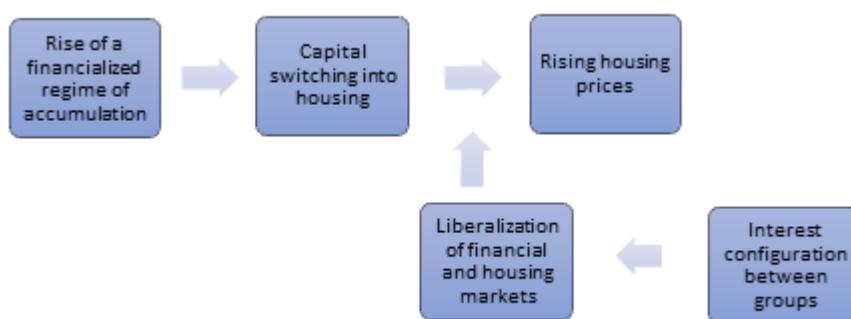 Rise of a
financialized
regime of
accumulation
Capital
switching into
housing
Rising housing
prices
Liberalization
of financial
and housing
markets
Interest
configuration
between
groups